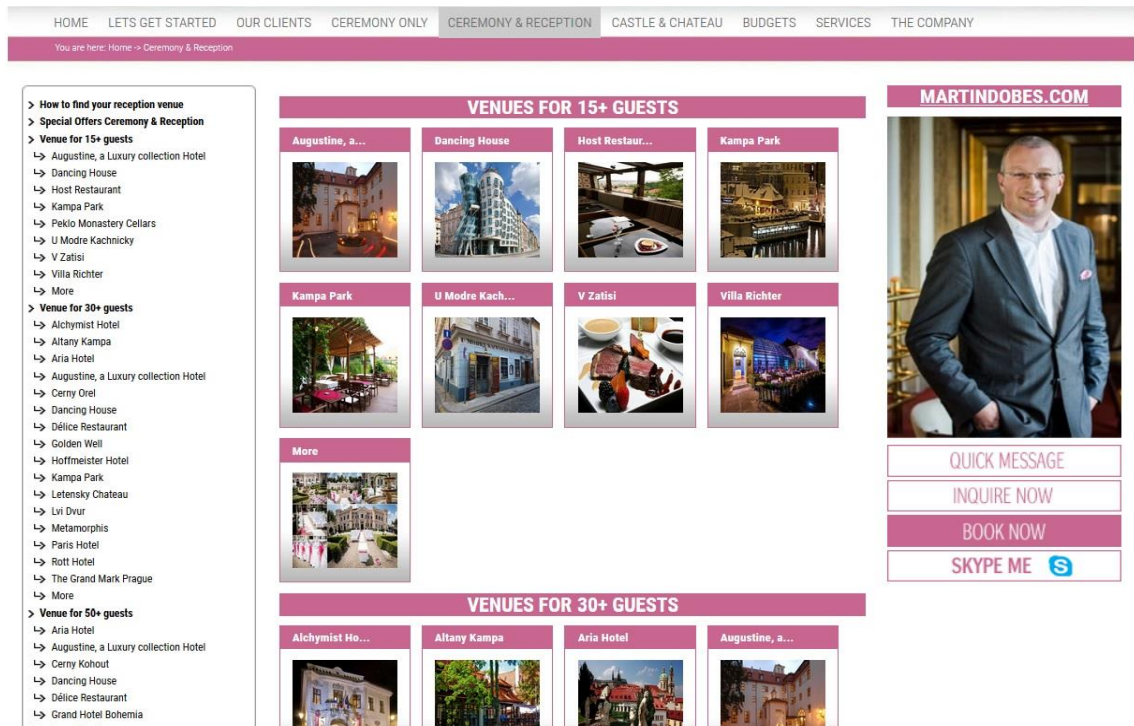 HOME LETS GET STARTED OUR CLIENTS CEREMONY ONLY CEREMONY & RECEPTION CASTLE & CHATEAU BUDGETS SERVICES THE COMPANY
You are here: Home -> Ceremony & Reception
How to find your reception venue
Special Offers Ceremony & Reception
Venue for 15+ guests
Augustine, a Luxury collection Hotel
Dancing House
Host Restaurant
Kampa Park
Peklo Monastery Cellars
U Modre Kachnicky
V Zatisi
Villa Richter
More
Venue for 30+ guests
Alchymist Hotel
Altany Kampa
Aria Hotel
Augustine, a Luxury collection Hotel
Cerny Orel
Dancing House
Délice Restaurant
Golden Well
Hoffmeister Hotel
Kampa Park
Letensky Chateau
Lvi Dvur
Metamorphis
Paris Hotel
Rott Hotel
The Grand Mark Prague
More
Venue for 50+ guests
Aria Hotel
Augustine, a Luxury collection Hotel
Cerny Kohout
Dancing House
Délice Restaurant
Grand Hotel Bohemia
VENUES FOR 15+ GUESTS
Augustine, a... Dancing House Host Restaur... Kampa Park
Kampa Park U Modre Kach... V Zatisi Villa Richter
More
VENUES FOR 30+ GUESTS
Alchymist Ho... Altany Kampa Aria Hotel Augustine, a...
MARTINDOBES.COM
QUICK MESSAGE
INQUIRE NOW
BOOK NOW
SKYPE ME